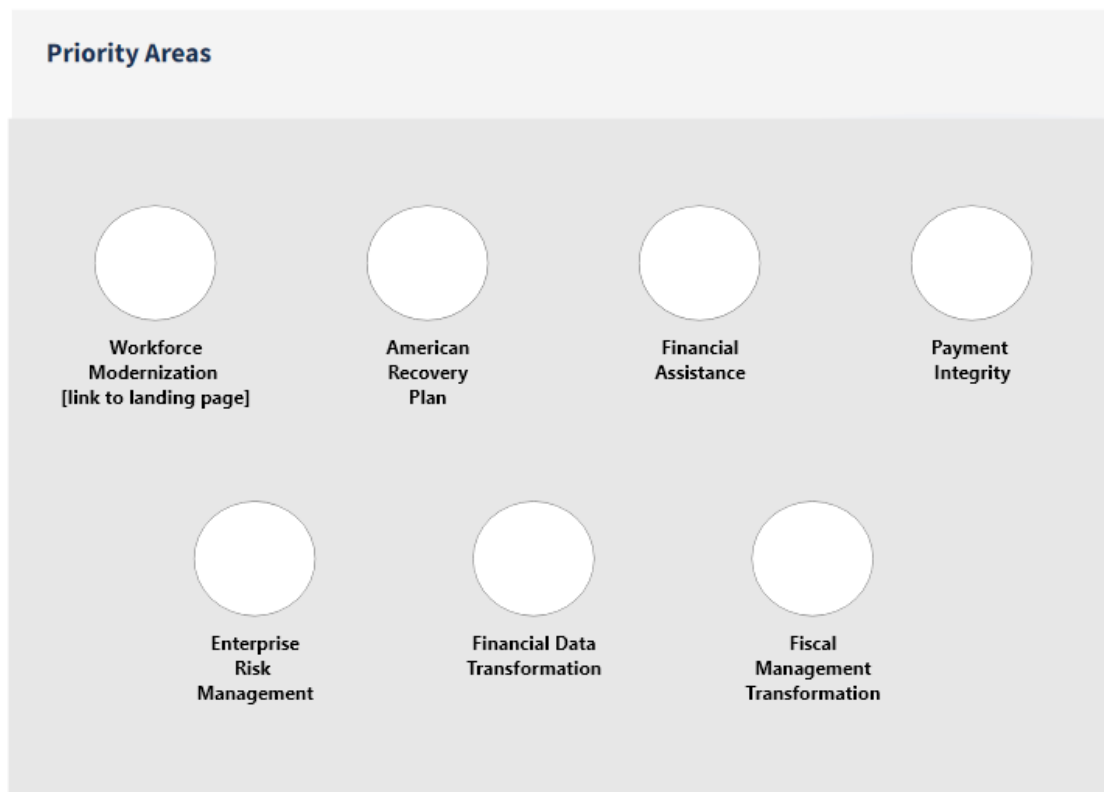 Priority Areas
Workforce
Modernization
[link to landing page]
American
Recovery
Plan
Financial
Assistance
Payment
Integrity
Enterprise
Risk
Management
Financial Data
Transformation
Fiscal
Management
Transformation